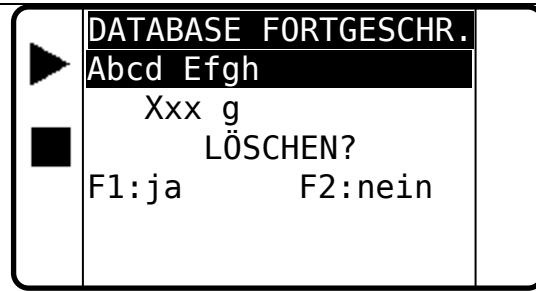 DATABASE FORTGESCHR.
Abcd Efgh
Xxx g
LÖSCHEN?
F1:ja F2:nein